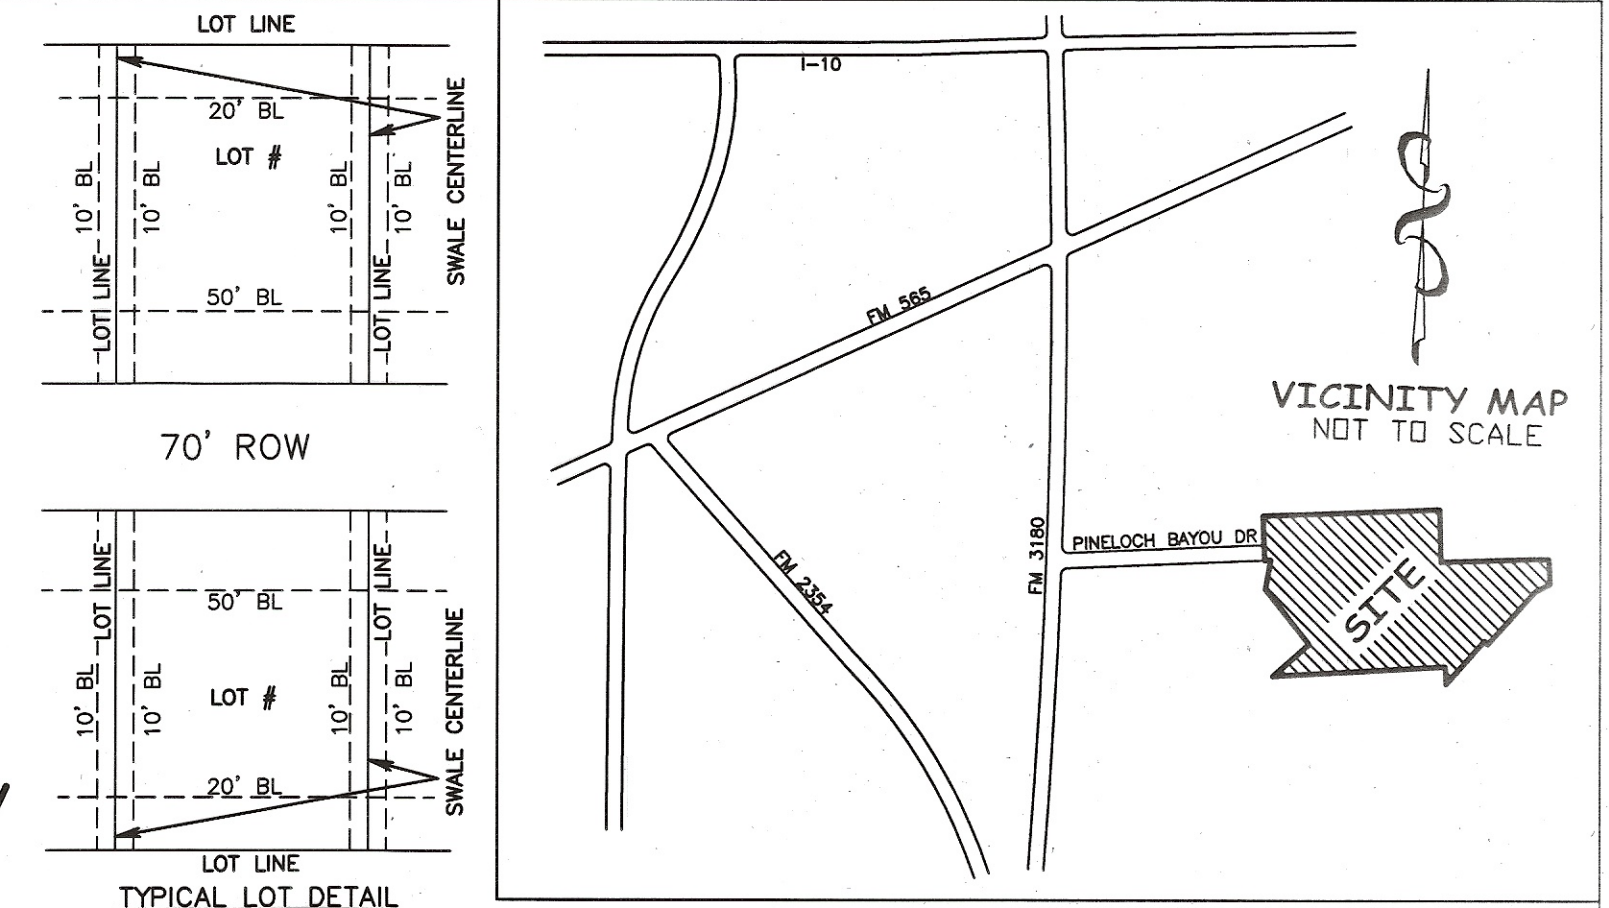 LOT LINE
20' BL
LOT #
10' BL
10' BL
10' BL
10' BL
SWALE CENTERLINE
50' BL
LOT LINE
LOT LINE
70' ROW
LOT LINE
LOT LINE
50' BL
LOT #
10' BL
10' BL
10' BL
10' BL
SWALE CENTERLINE
20' BL
LOT LINE
TYPICAL LOT DETAIL
I-10
FM 565
FM 2354
FM 3180
PINELOCH BAYOU DR
SITE
VICINITY MAP
NOT TO SCALE